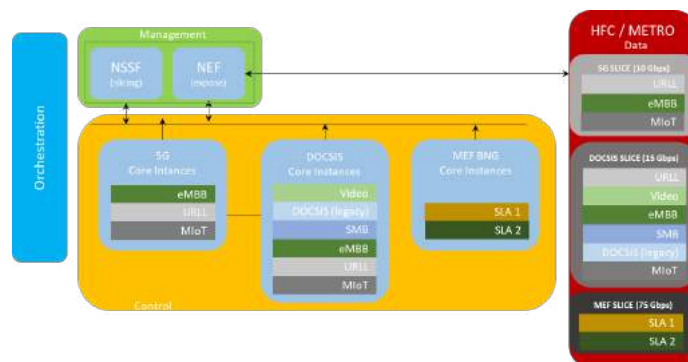 Orchestration
Management
NSSF
(slicing)
NEF
(expose)
5G
Core Intances
eMBB
URLL
MIoT
DOCSIS
Core Instances
Video
DOCSIS (legacy)
SMB
eMBB
URLL
MIoT
MEF BNG
Core Instances
SLA 1
SLA 2
Control
HFC / METRO
Data
5G SLICE (10 Gbps)
URLL
eMBB
MIoT
DOCSIS SLICE (15 Gbps)
URLL
Video
eMBB
SMB
DOCSIS (legacy)
MIoT
MEF SLICE (75 Gbps)
SLA 1
SLA 2